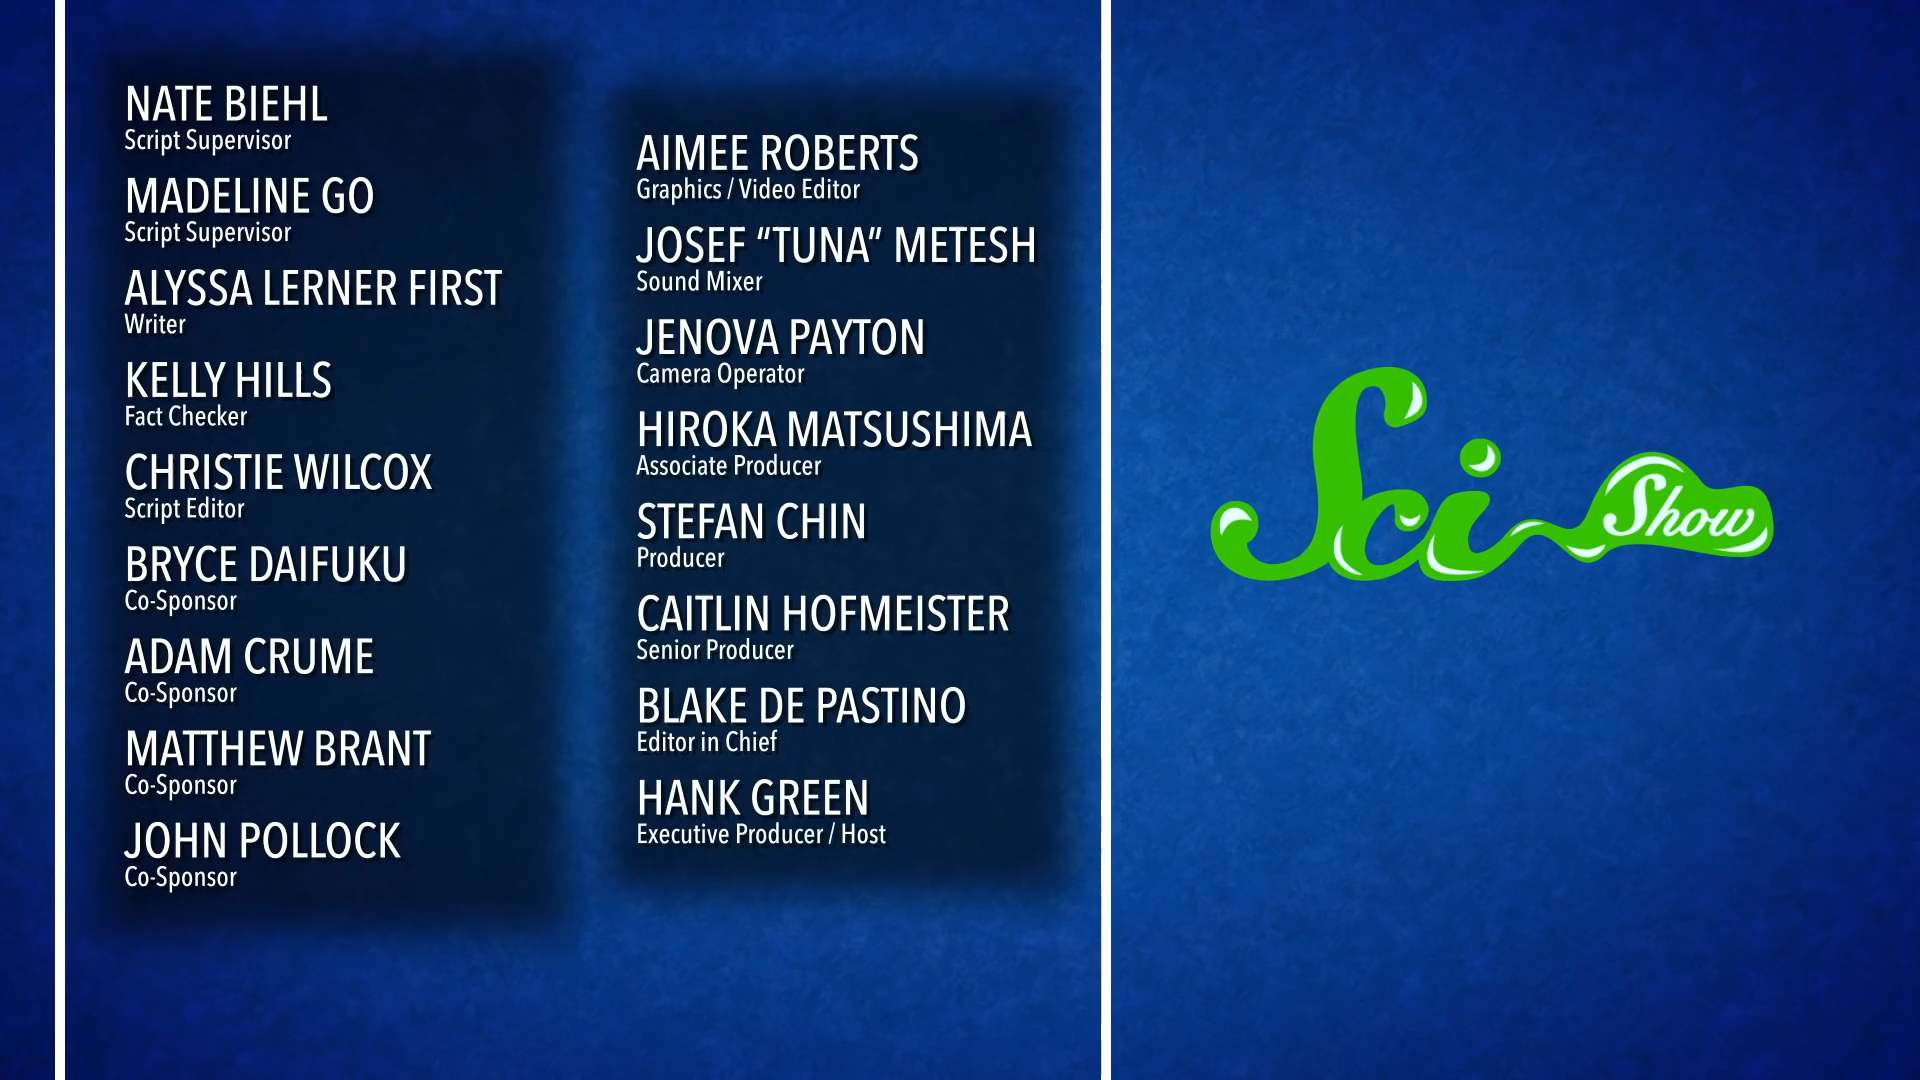 NATE BIEHL
Script Supervisor
MADELINE GO
Script Supervisor
ALYSSA LERNER FIRST
Writer
KELLY HILLS
Fact Checker
CHRISTIE WILCOX
Script Editor
BRYCE DAIFUKU
Co-Sponsor
ADAM CRUME
Co-Sponsor
MATTHEW BRANT
Co-Sponsor
JOHN POLLOCK
Co-Sponsor
AIMEE ROBERTS
Graphics / Video Editor
JOSEF “TUNA” METESH
Sound Mixer
JENOVA PAYTON
Camera Operator
HIROKA MATSUSHIMA
Associate Producer
STEFAN CHIN
Producer
CAITLIN HOFMEISTER
Senior Producer
BLAKE DE PASTINO
Editor in Chief
HANK GREEN
Executive Producer / Host
Sci Show